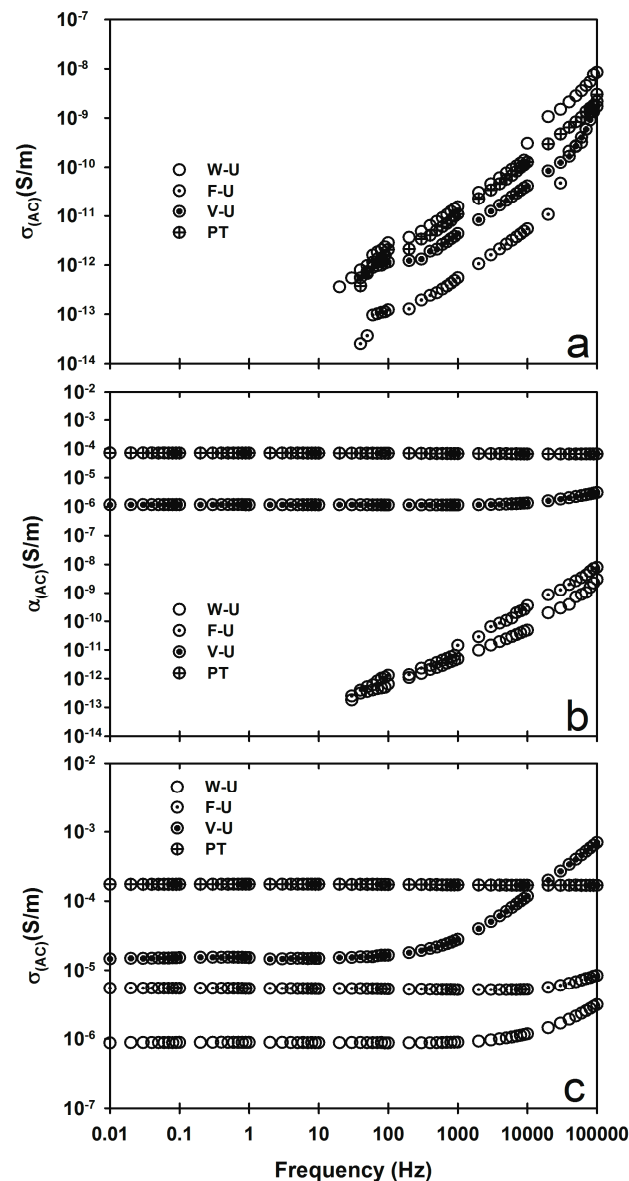 10⁻⁷
10⁻⁸
10⁻⁹
10⁻¹⁰
10⁻¹¹
10⁻¹²
10⁻¹³
10⁻¹⁴
σ(AC)(S/m)
W-U
F-U
V-U
PT
a
10⁻²
10⁻³
10⁻⁴
10⁻⁵
10⁻⁶
10⁻⁷
10⁻⁸
10⁻⁹
10⁻¹⁰
10⁻¹¹
10⁻¹²
10⁻¹³
10⁻¹⁴
α(AC)(S/m)
W-U
F-U
V-U
PT
b
10⁻²
10⁻³
10⁻⁴
10⁻⁵
10⁻⁶
10⁻⁷
σ(AC)(S/m)
W-U
F-U
V-U
PT
c
0.01 0.1 1 10 100 1000 10000 100000
Frequency (Hz)